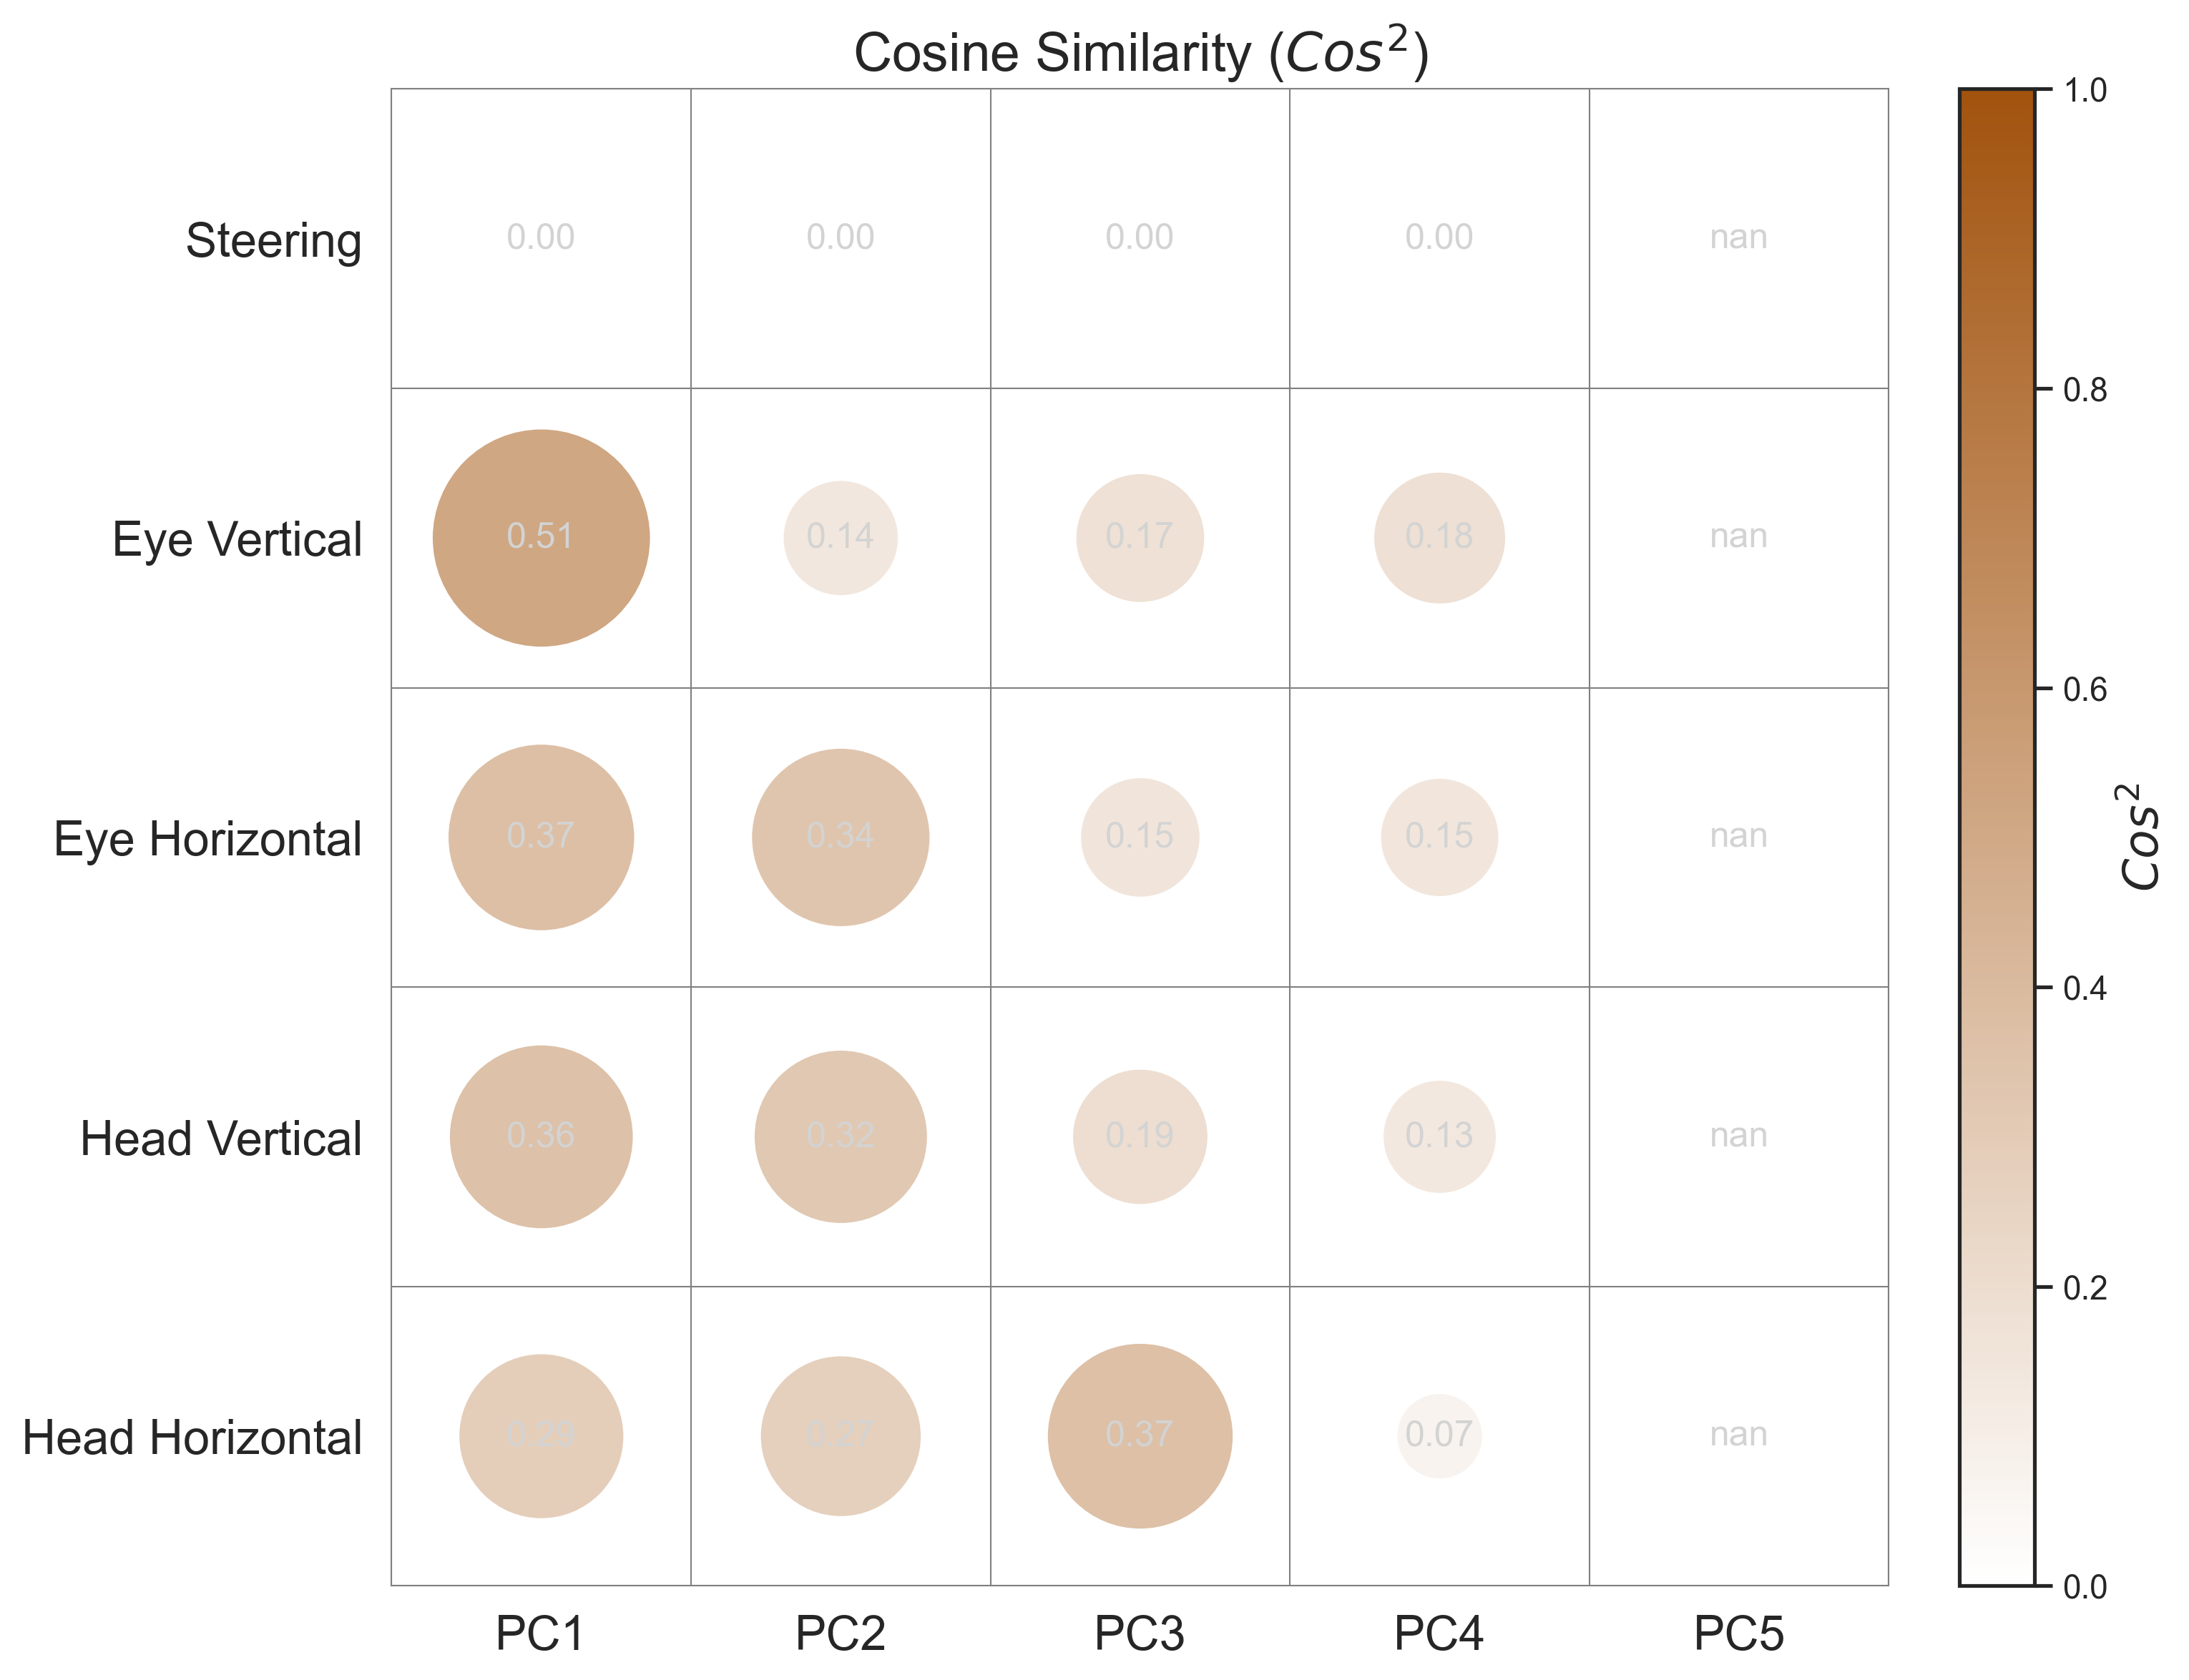 Cosine Similarity (Cos²)
Steering 0.00 0.00 0.00 0.00 nan
Eye Vertical 0.51 0.14 0.17 0.18 nan
Eye Horizontal 0.37 0.34 0.15 0.15 nan
Head Vertical 0.36 0.32 0.19 0.13 nan
Head Horizontal 0.29 0.27 0.37 0.07 nan
PC1 PC2 PC3 PC4 PC5
1.0
0.8
0.6
0.4
0.2
0.0
Cos²